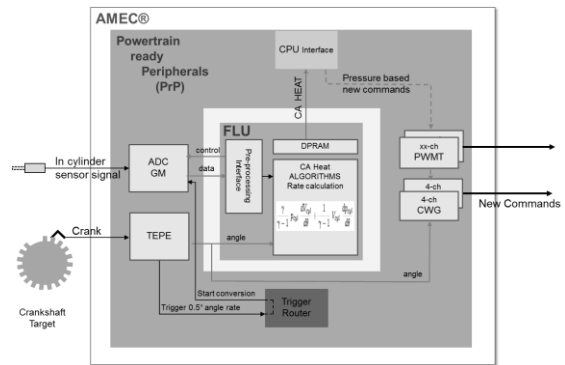 AMEC®
Powertrain
ready
Peripherals
(PrP)
CPU Interface
Pressure based
new commands
CA HEAT
FLU
DPRAM
Pre-processing
Interface
CA Heat
ALGORITHMS
Rate calculation
control
data
ADC
GM
In cylinder
sensor signal
xx-ch
PWMT
4-ch
4-ch
CWG
New Commands
Crank
TEPE
angle
angle
Start conversion
Trigger 0.5° angle rate
Trigger
Router
Crankshaft
Target